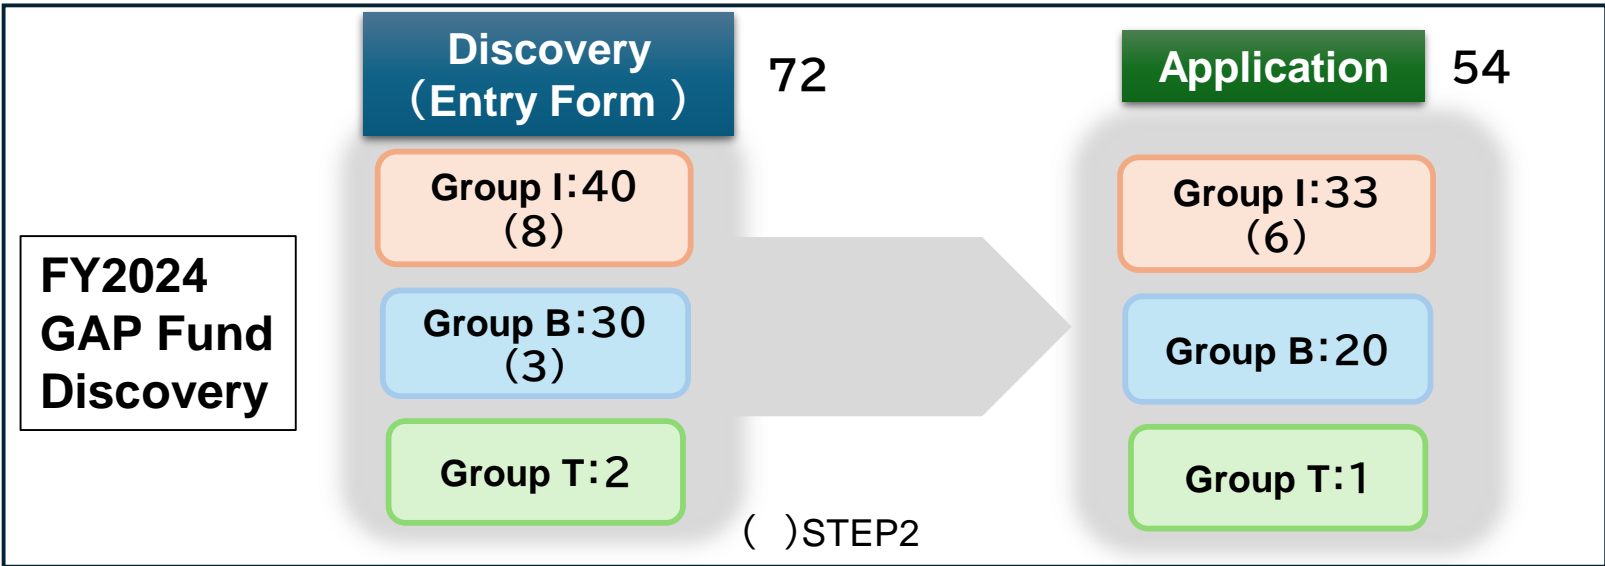 Discovery
（Entry Form ）
72
Application
54
FY2024
GAP Fund
Discovery
Group I：40
（8）
Group B：30
（3）
Group T：2
Group I：33
（6）
Group B：20
Group T：1
（ ）STEP2